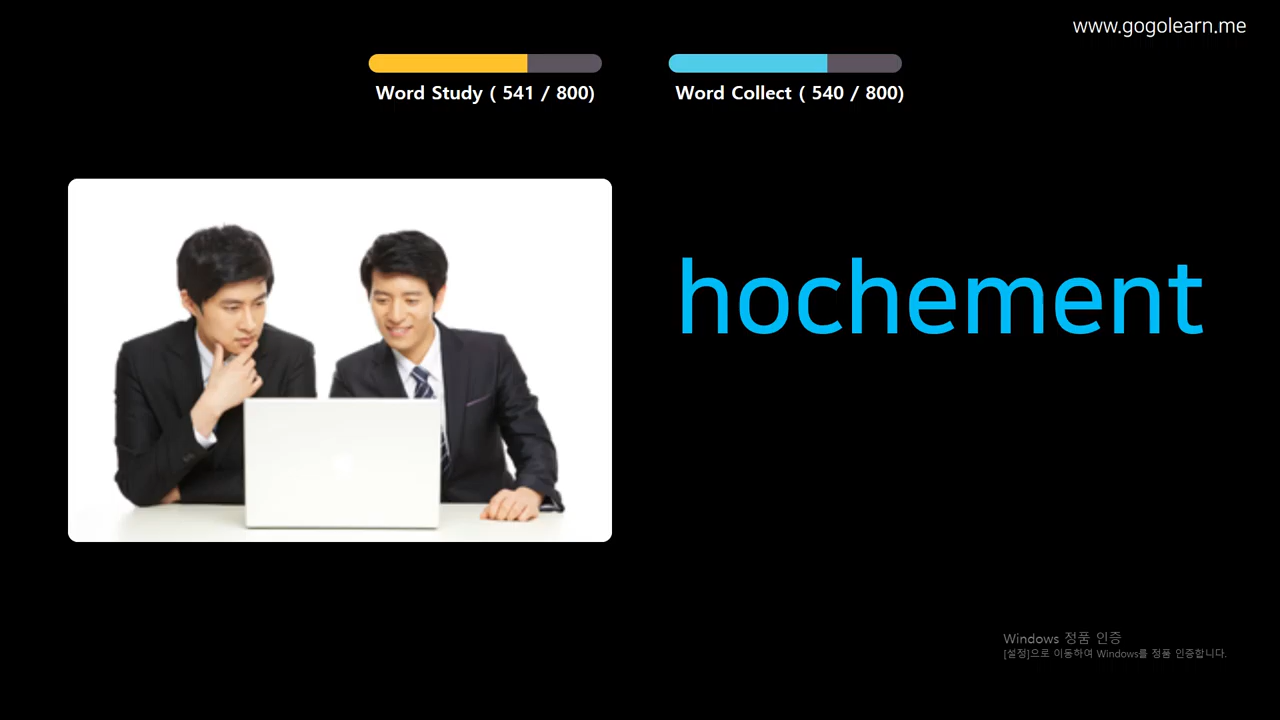 www.gogolearn.me
Word Study ( 541 / 800)
Word Collect ( 540 / 800)
hochement
Windows 정품 인증
[설정]으로 이동하여 Windows를 정품 인증합니다.